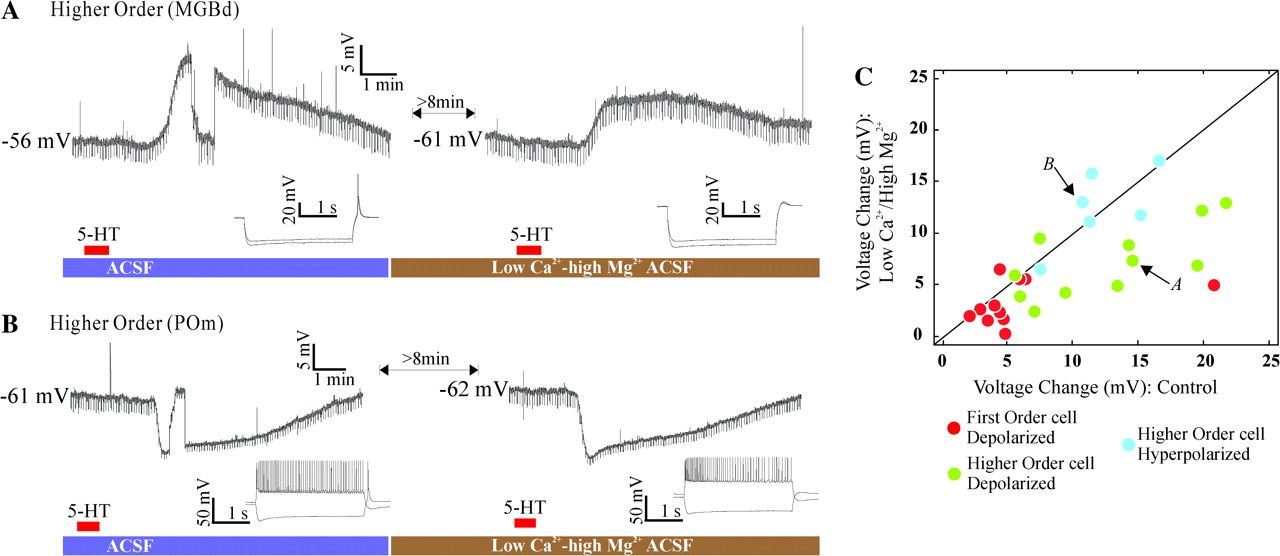 A Higher Order (MGBd)
5 mV
1 min
-56 mV
>8min
-61 mV
20 mV
1 s
20 mV
1 s
5-HT
5-HT
ACSF
Low Ca²⁺-high Mg²⁺ ACSF
B Higher Order (POm)
5 mV
1 min
-61 mV
>8min
-62 mV
50 mV
1 s
50 mV
1 s
5-HT
5-HT
ACSF
Low Ca²⁺-high Mg²⁺ ACSF
C
Voltage Change (mV):
Low Ca²⁺/High Mg²⁺
25
20
15
10
5
0
B
A
0 5 10 15 20 25
Voltage Change (mV): Control
First Order cell
Depolarized
Higher Order cell
Depolarized
Higher Order cell
Hyperpolarized